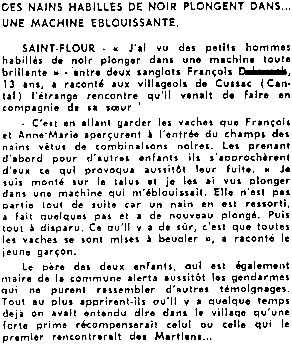 DES NAINS HABILLES DE NOIR PLONGENT DANS...
UNE MACHINE EBLOUISSANTE.
SAINT-FLOUR - « J'ai vu des petits hommes
habillés de noir plonger dans une machine toute
brillante » - entre deux sanglots François
13 ans, a raconté aux villageois de Cussac (Can-
tal) l'étrange rencontre qu'il venait de faire en
compagnie de sa sœur !
- C'est en allant garder les vaches que François
et Anne-Marie aperçurent à l'entrée du champs des
nains vêtus de combinaisons noires. Les prenant
d'abord pour d'autres enfants ils s'approchèrent
d'eux ce qui provoqua aussitôt leur fuite. « Je
suis monté sur le talus et je les ai vus plonger
dans une machine qui m'éblouissait. Elle n'est pas
partie tout de suite car un nain en est ressorti,
a fait quelques pas et a de nouveau plongé. Puis
tout à disparu. Ce qu'il y a de sûr, c'est que toutes
les vaches se sont mises à beugler », a raconté le
jeune garçon.
Le père des deux enfants, qui est également
maire de la commune alerta aussitôt les gendarmes
qui ne purent rassembler d'autres témoignages.
Tout au plus apprirent-ils qu'il y a quelque temps
déjà on avait entendu dire dans le village qu'une
forte prime récompenserait celui ou celle qui le
premier rencontrerait des Martiens...